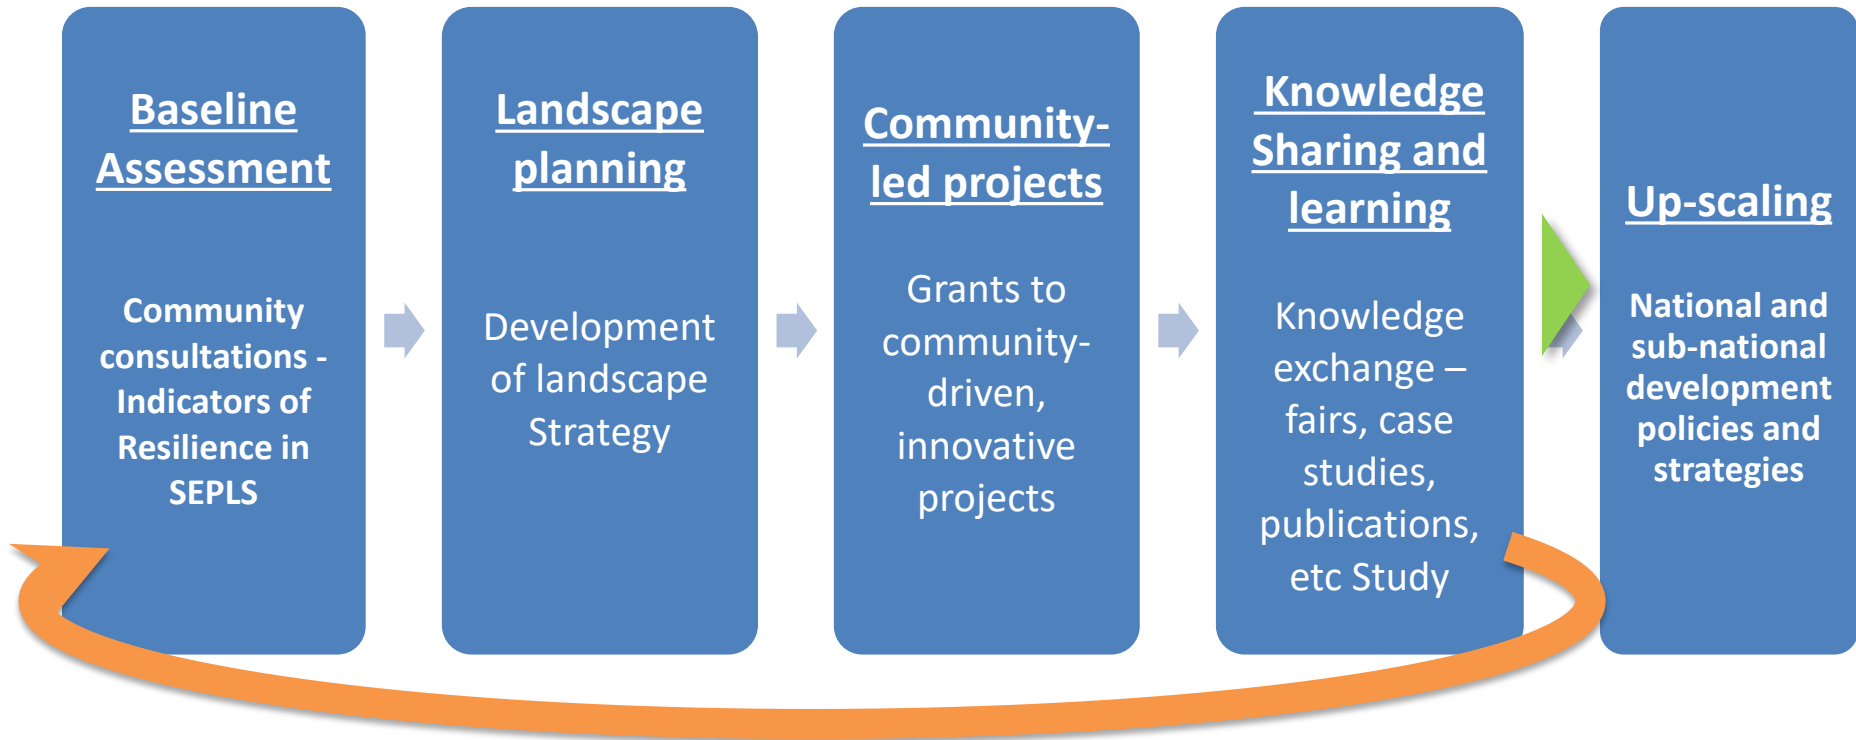 Baseline
Assessment
Community
consultations -
Indicators of
Resilience in
SEPLS
Landscape
planning
Development
of landscape
Strategy
Community-
led projects
Grants to
community-
driven,
innovative
projects
Knowledge
Sharing and
learning
Knowledge
exchange –
fairs, case
studies,
publications,
etc Study
Up-scaling
National and
sub-national
development
policies and
strategies